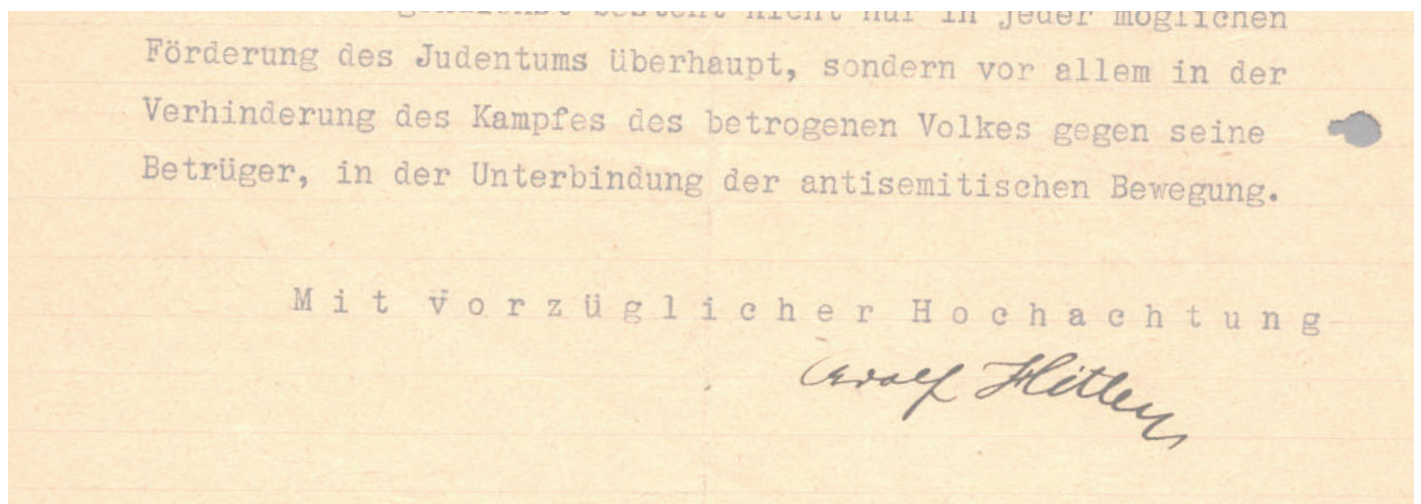 besteht nicht nur in jeder möglichen
Förderung des Judentums überhaupt, sondern vor allem in der
Verhinderung des Kampfes des betrogenen Volkes gegen seine
Betrüger, in der Unterbindung der antisemitischen Bewegung.
Mit vorzüglicher Hochachtung
Adolf Hitler